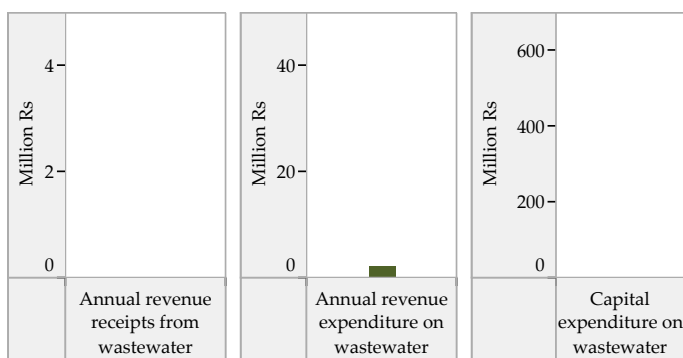 Million Rs
4
2
0
Annual revenue
receipts from
wastewater
Million Rs
40
20
0
Annual revenue
expenditure on
wastewater
Million Rs
600
400
200
0
Capital
expenditure on
wastewater